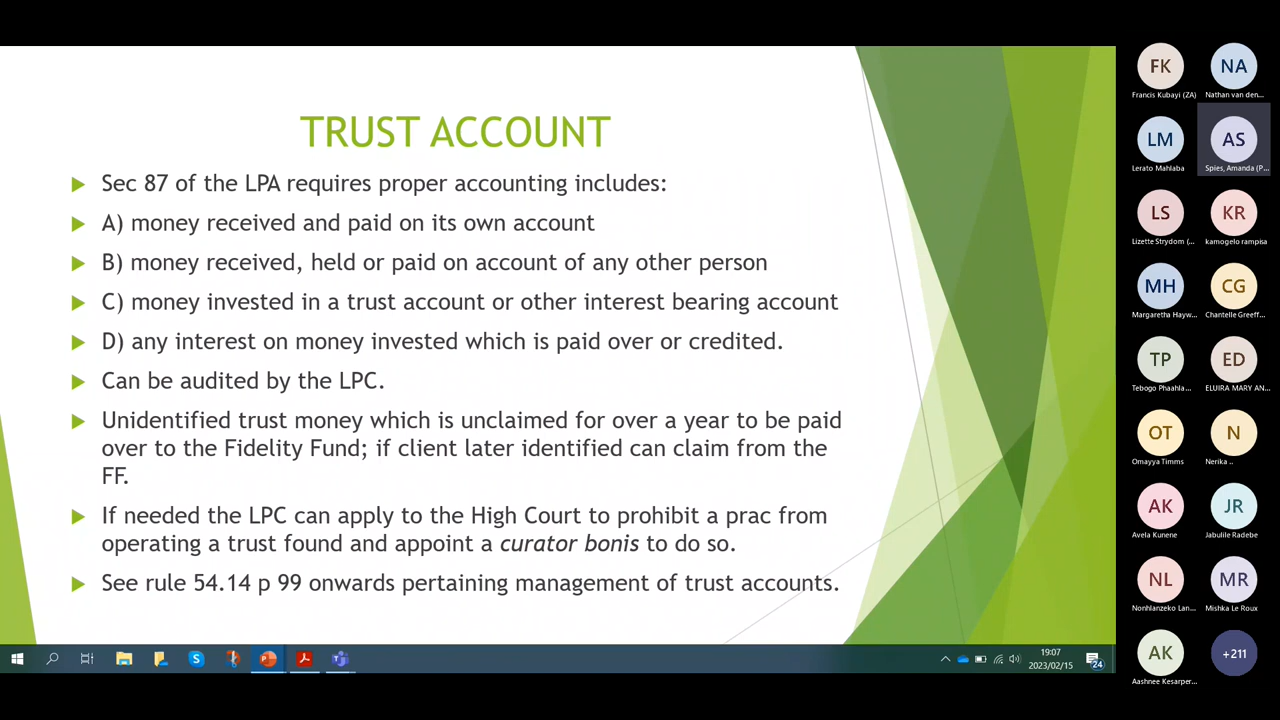 TRUST ACCOUNT
Sec 87 of the LPA requires proper accounting includes:
A) money received and paid on its own account
B) money received, held or paid on account of any other person
C) money invested in a trust account or other interest bearing account
D) any interest on money invested which is paid over or credited.
Can be audited by the LPC.
Unidentified trust money which is unclaimed for over a year to be paid
over to the Fidelity Fund; if client later identified can claim from the
FF.
If needed the LPC can apply to the High Court to prohibit a prac from
operating a trust found and appoint a curator bonis to do so.
See rule 54.14 p 99 onwards pertaining management of trust accounts.
FK NA
Francis Kubayi (ZA) Nathan van den...
LM AS
Lerato Mahlaba Spies, Amanda (P...
LS KR
Lizette Strydom (... kamogelo rampisa
MH CG
Margaretha Hayw... Chantelle Greeff...
TP ED
Tebogo Phaahla... ELUIRA MARY AN...
OT N
Omayya Timms Nerika ..
AK JR
Avela Kunene Jabulile Radebe
NL MR
Nonhlanzeko Lan... Mishka Le Roux
AK +211
Aashnee Kesarper...
19:07
2023/02/15
24